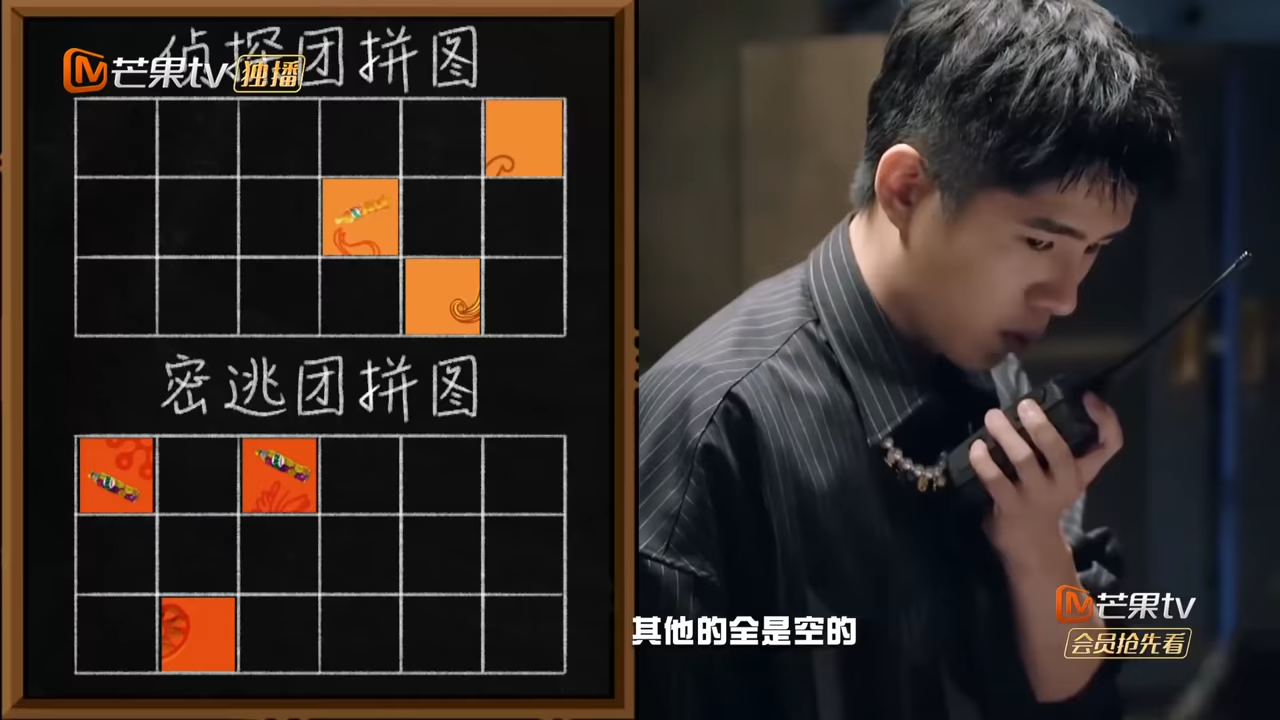 侦探团拼图
芒果tv 独播
密逃团拼图
其他的全是空的
芒果tv
会员抢先看